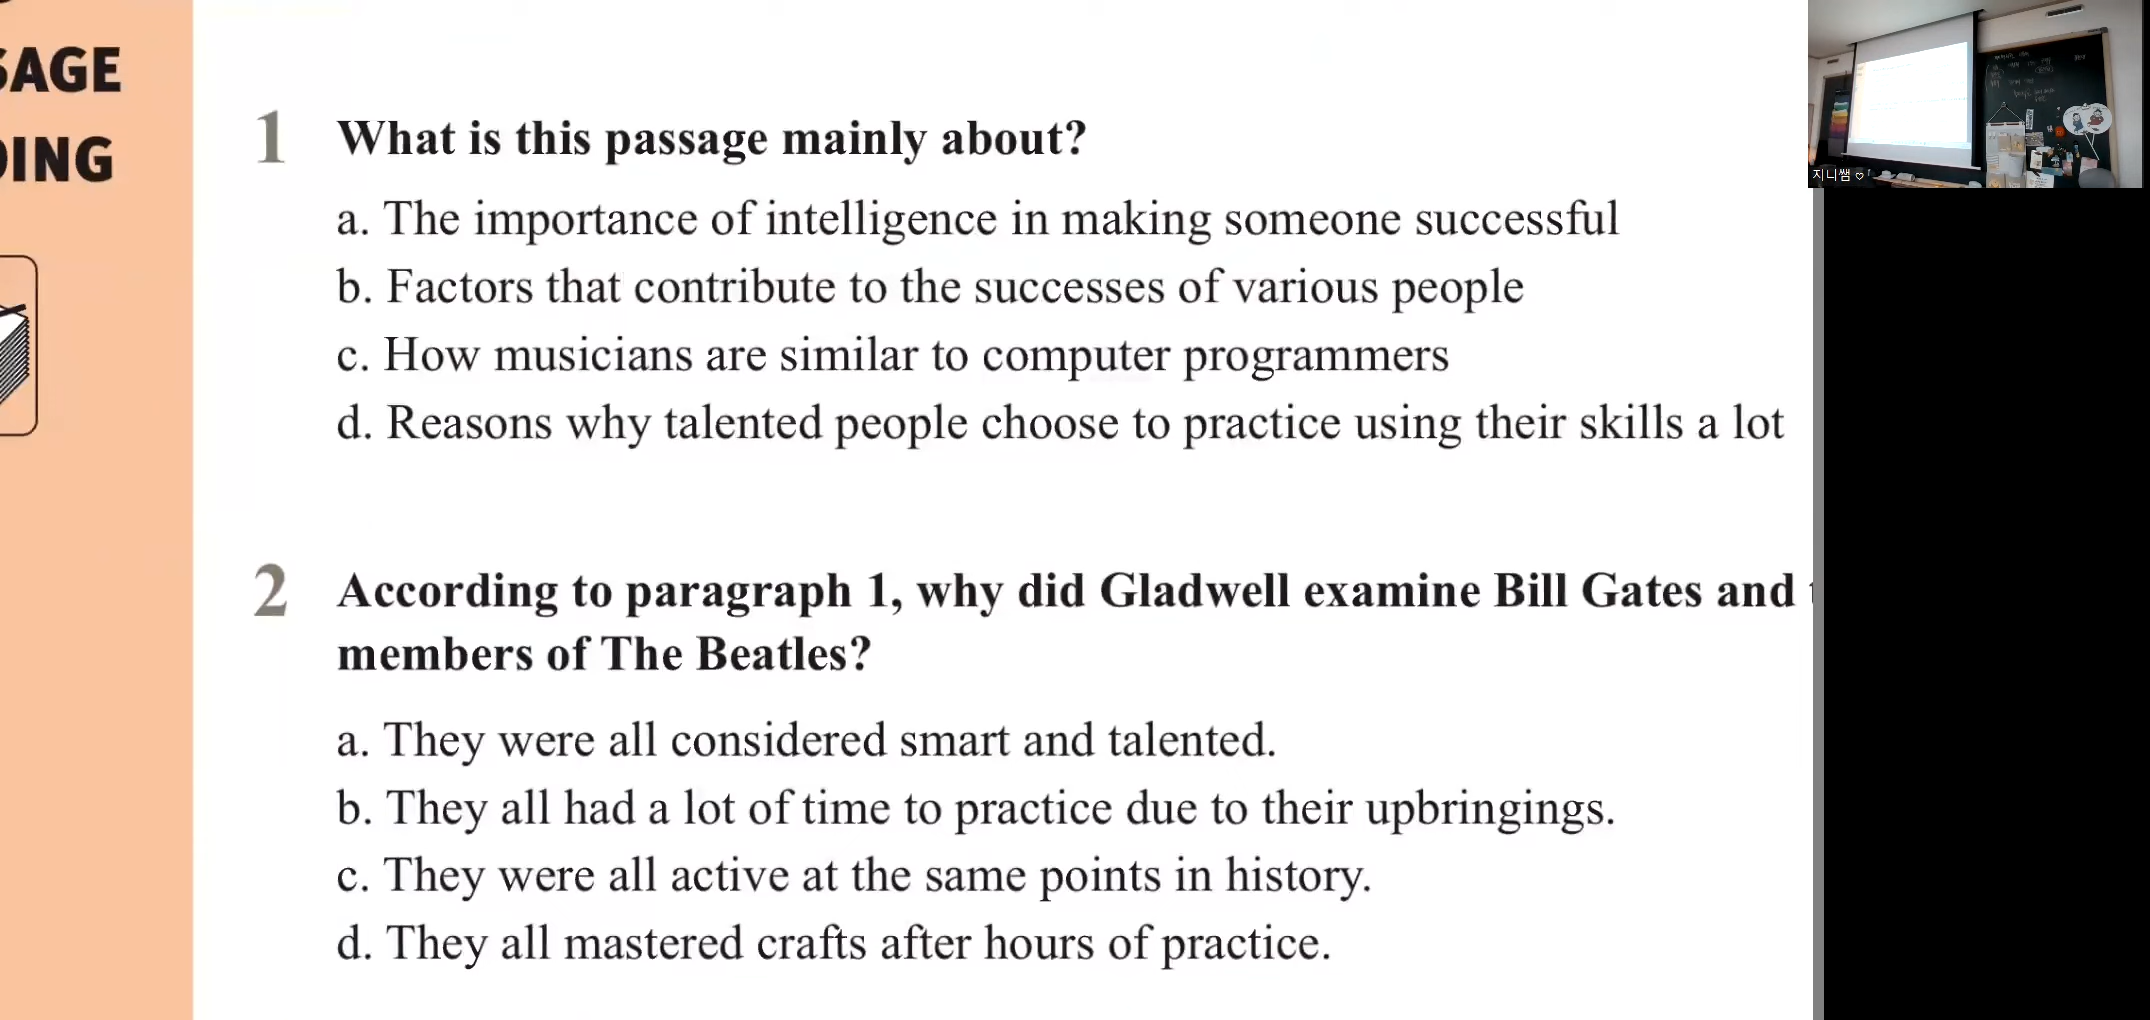 SAGE
DING
1 What is this passage mainly about?
a. The importance of intelligence in making someone successful
b. Factors that contribute to the successes of various people
c. How musicians are similar to computer programmers
d. Reasons why talented people choose to practice using their skills a lot
2 According to paragraph 1, why did Gladwell examine Bill Gates and
members of The Beatles?
a. They were all considered smart and talented.
b. They all had a lot of time to practice due to their upbringings.
c. They were all active at the same points in history.
d. They all mastered crafts after hours of practice.
지니쌤 ♡